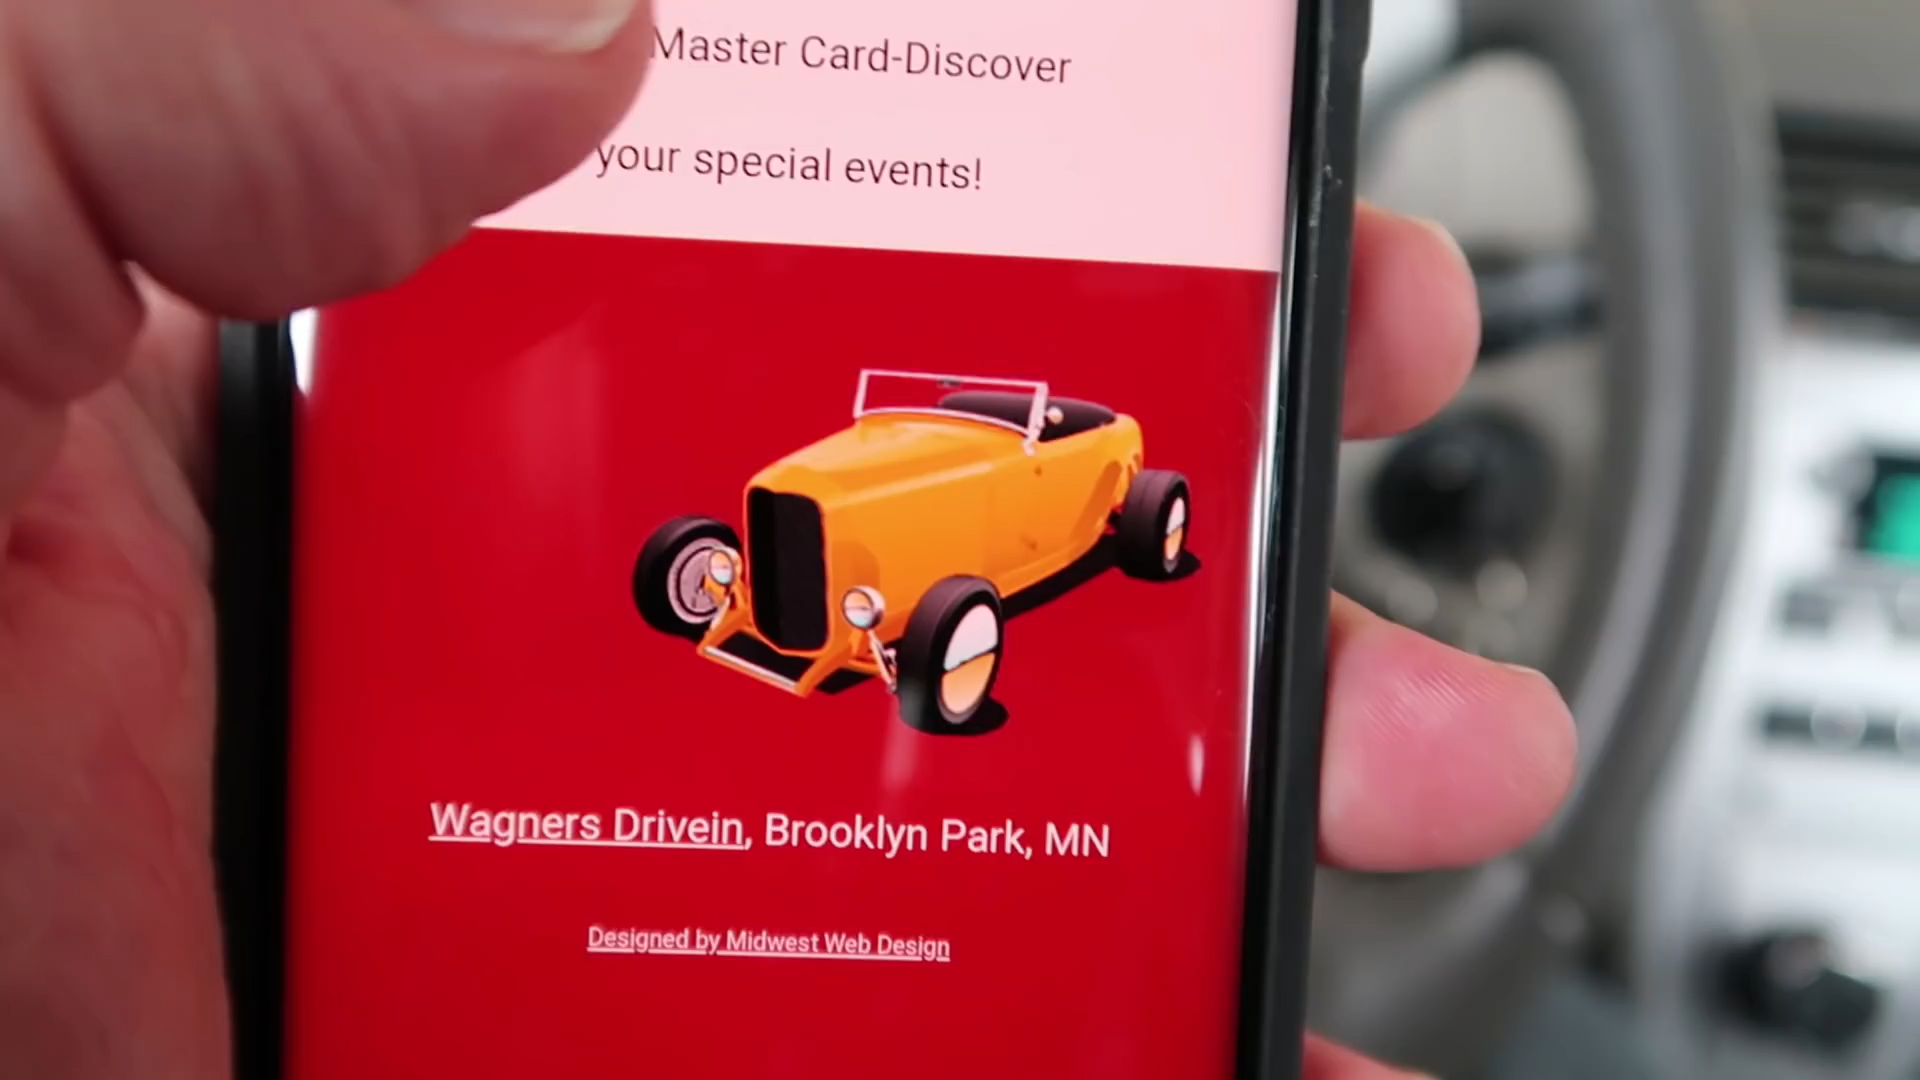 Master Card-Discover
your special events!
Wagners Drivein, Brooklyn Park, MN
Designed by Midwest Web Design